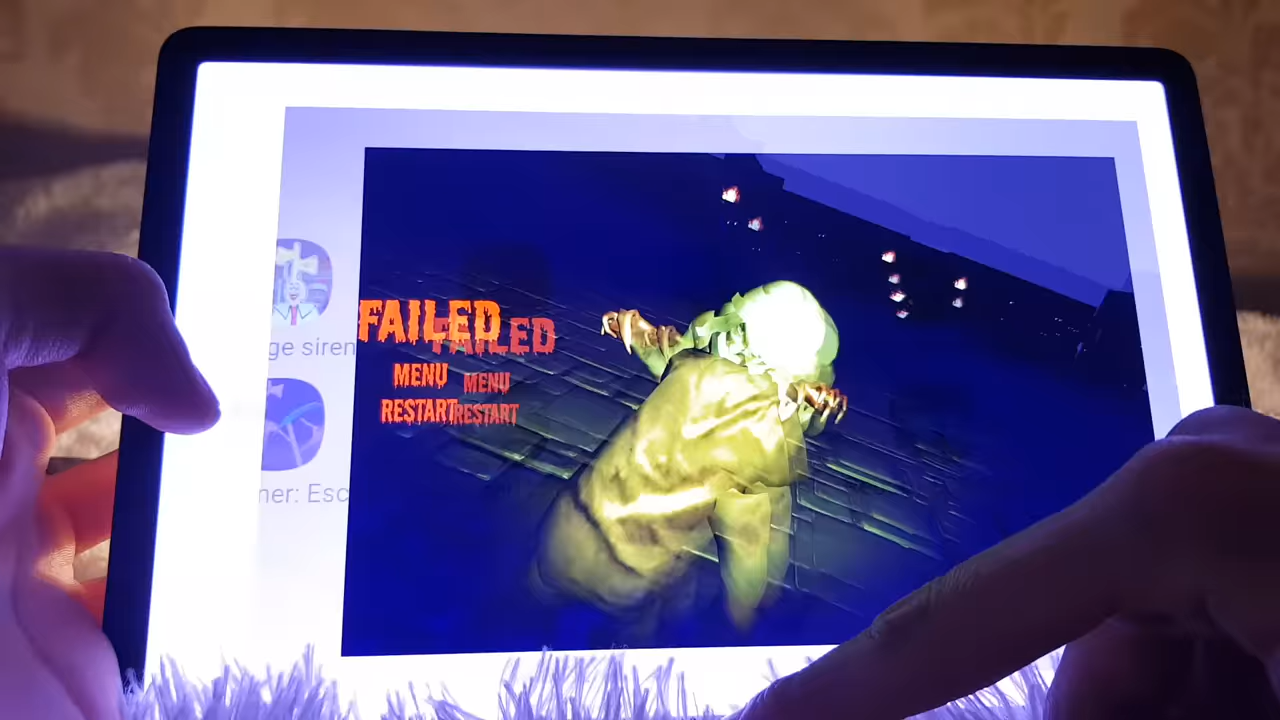 FAILED FAILED
MENU MENU
RESTART RESTART
ge siren
ner: Esc